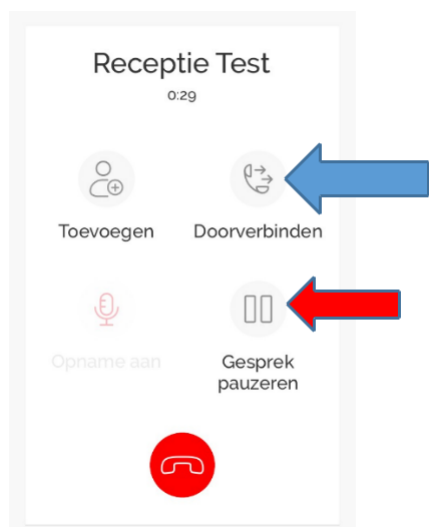 Receptie Test
0:29
Toevoegen Doorverbinden
Opname aan Gesprek
pauzeren